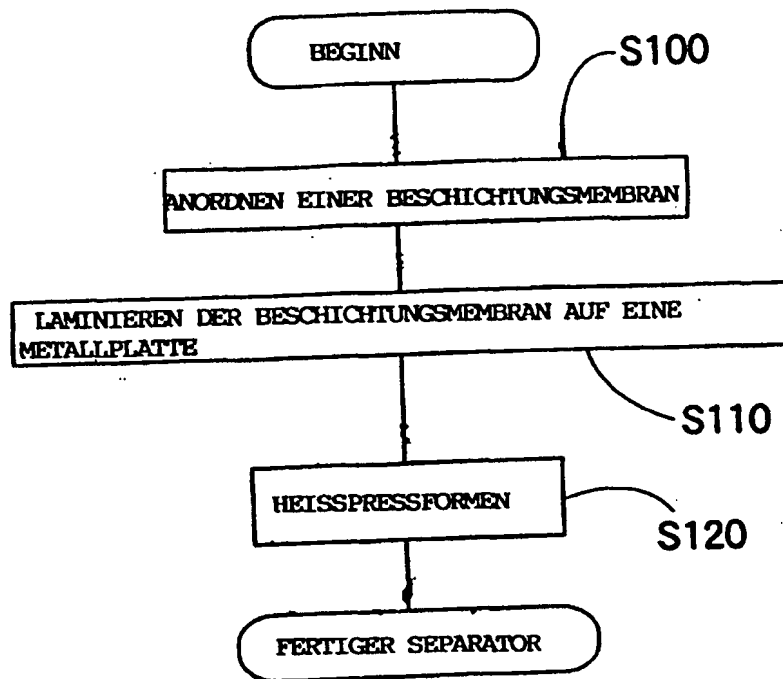 BEGINN
S100
ANORDNEN EINER BESCHICHTUNGSMEMBRAN
LAMINIEREN DER BESCHICHTUNGSMEMBRAN AUF EINE
METALLPLATTE
S110
HEISSPRESSFORMEN
S120
FERTIGER SEPARATOR